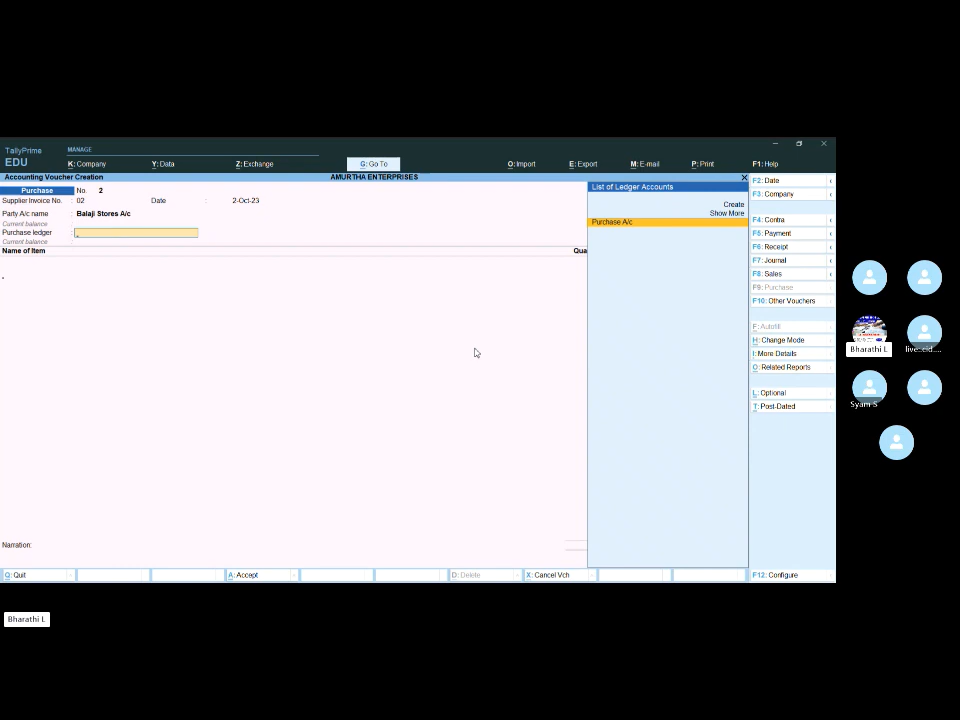 TallyPrime
EDU
MANAGE
K: Company
Y: Data
Z: Exchange
G: Go To
O: Import
E: Export
M: E-mail
P: Print
F1: Help
Accounting Voucher Creation
AMURTHA ENTERPRISES
Purchase No. 2
Supplier Invoice No. : 02 Date : 2-Oct-23
Party A/c name : Balaji Stores A/c
Current balance :
Purchase ledger :
Current balance :
Name of Item
Qua
List of Ledger Accounts
Create
Show More
Purchase A/c
F2: Date
F3: Company
F4: Contra
F5: Payment
F6: Receipt
F7: Journal
F8: Sales
F9: Purchase
F10: Other Vouchers
F: Autofill
H: Change Mode
I: More Details
O: Related Reports
L: Optional
T: Post-Dated
Narration:
Q: Quit
A: Accept
D: Delete
X: Cancel Vch
F12: Configure
Bharathi L
live:.cid....
Syam S
Bharathi L